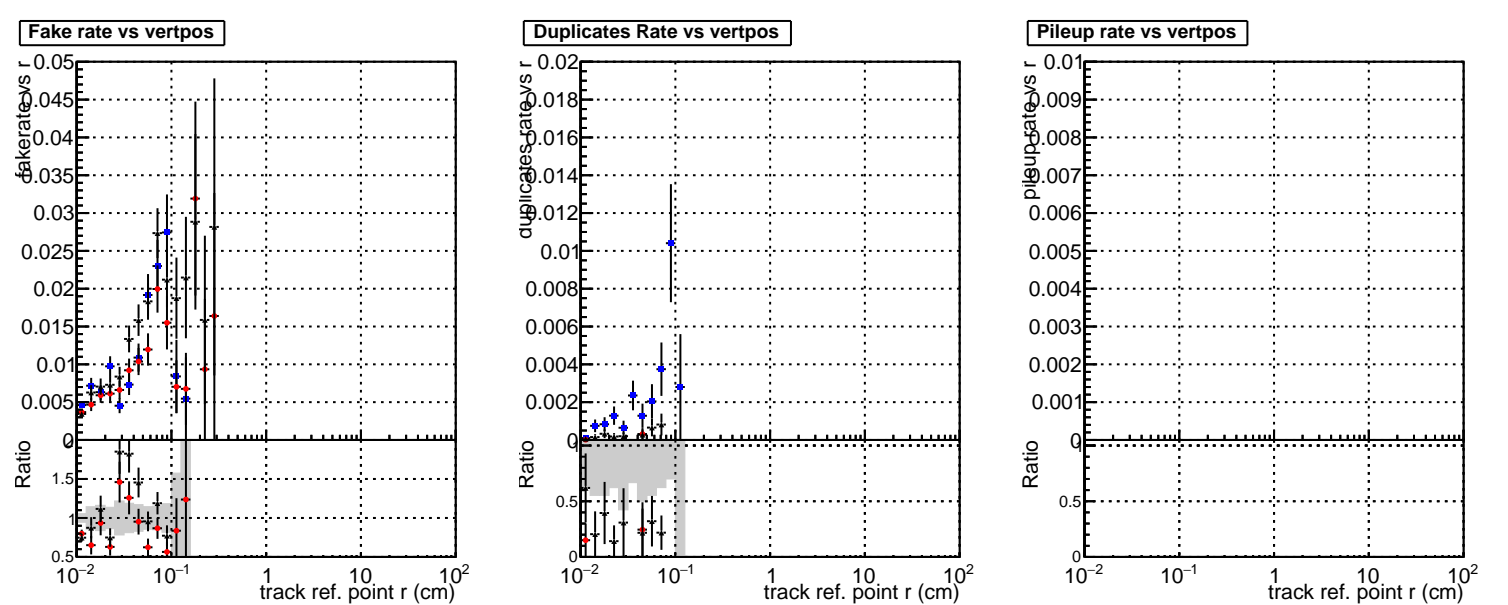 Fake rate vs vertpos
fakerate vs r
0.05
0.045
0.04
0.035
0.03
0.025
0.02
0.015
0.01
0.005
0
Ratio
1.5
1
0.5
10−2 10−1 1 10 102
track ref. point r (cm)
Duplicates Rate vs vertpos
duplicates rate vs r
0.02
0.018
0.016
0.014
0.012
0.01
0.008
0.006
0.004
0.002
0
Ratio
1
0.5
0
10−2 10−1 1 10 102
track ref. point r (cm)
Pileup rate vs vertpos
pileup rate vs r
0.01
0.009
0.008
0.007
0.006
0.005
0.004
0.003
0.002
0.001
0
Ratio
1
0.5
0
10−2 10−1 1 10 102
track ref. point r (cm)